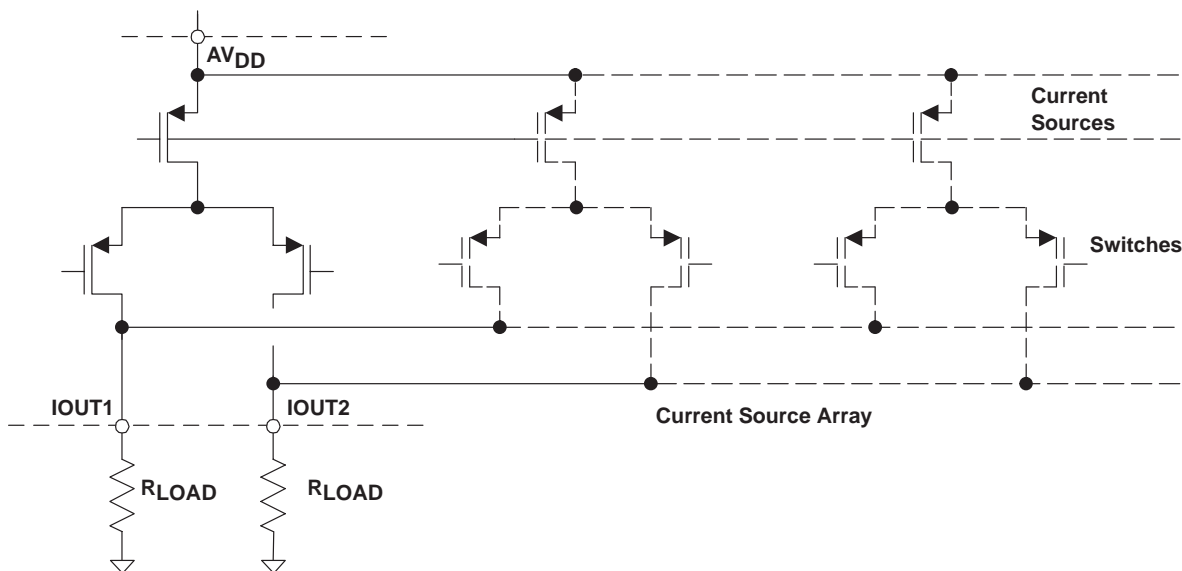 AVDD
Current
Sources
Switches
IOUT1
IOUT2
Current Source Array
RLOAD
RLOAD